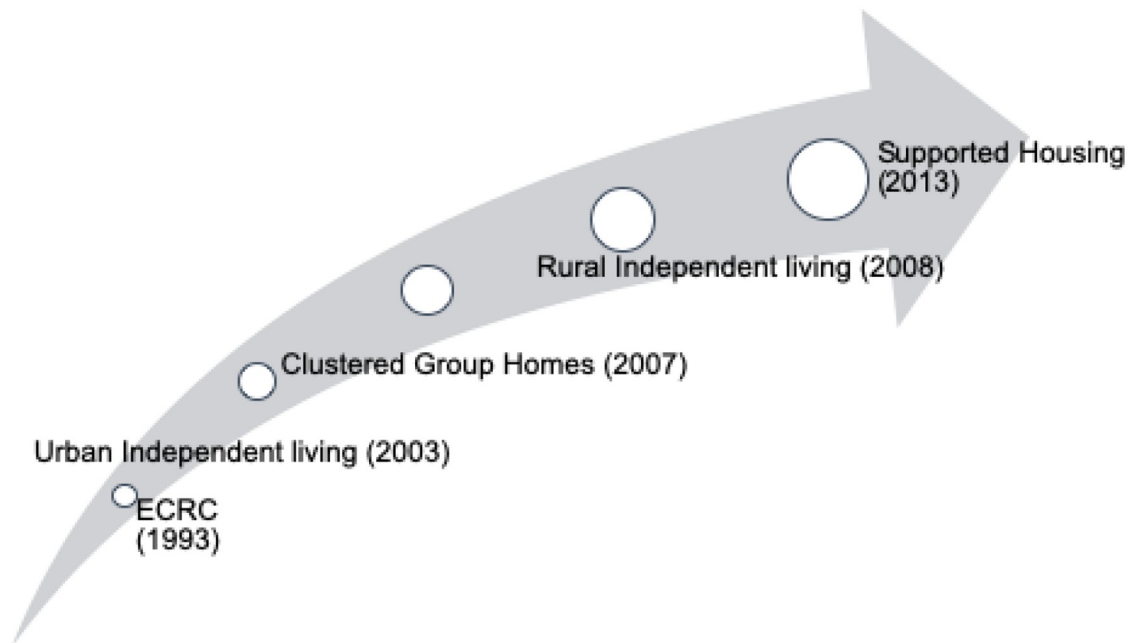 Supported Housing
(2013)
Rural Independent living (2008)
Clustered Group Homes (2007)
Urban Independent living (2003)
ECRC
(1993)